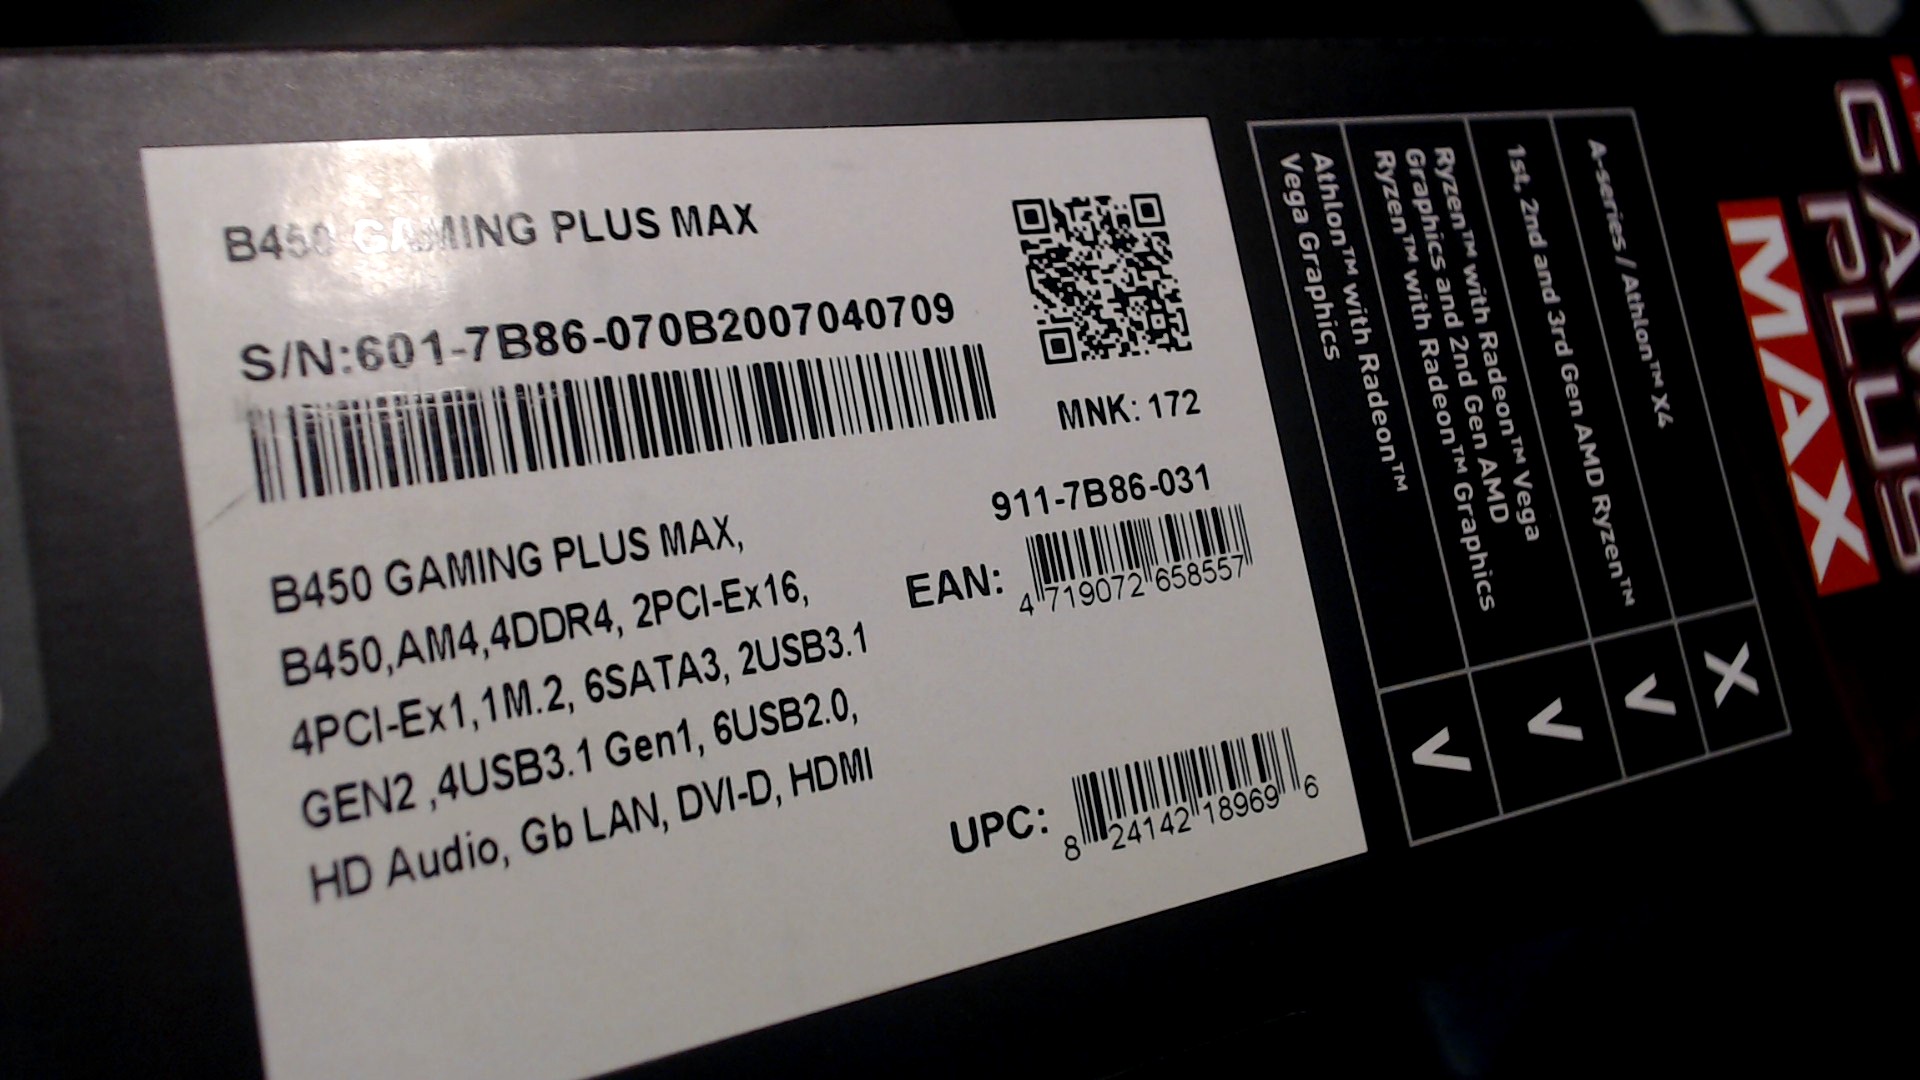 B450 GAMING PLUS MAX
S/N:601-7B86-070B2007040709
MNK: 172
911-7B86-031
EAN:
4 719072 658557
B450 GAMING PLUS MAX,
B450,AM4,4DDR4, 2PCI-Ex16,
4PCI-Ex1,1M.2, 6SATA3, 2USB3.1
GEN2 ,4USB3.1 Gen1, 6USB2.0,
HD Audio, Gb LAN, DVI-D, HDMI
UPC:
8 24142 18969 6
A-series / Athlon™ X4
X
1st, 2nd and 3rd Gen AMD Ryzen™
V
Ryzen™ with Radeon™ Vega
Graphics and 2nd Gen AMD
Ryzen™ with Radeon™ Graphics
V
Athlon™ with Radeon™
Vega Graphics
V
PLUS
MAX